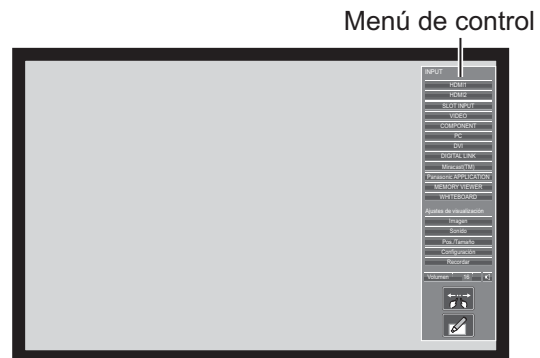 Menú de control
INPUT
HDMI1
HDMI2
SLOT INPUT
VIDEO
COMPONENT
PC
DVI
DIGITAL LINK
Miracast(TM)
Panasonic APPLICATION
MEMORY VIEWER
WHITEBOARD
Ajustes de visualización
Imagen
Sonido
Pos./Tamaño
Configuración
Recordar
Volumen 16